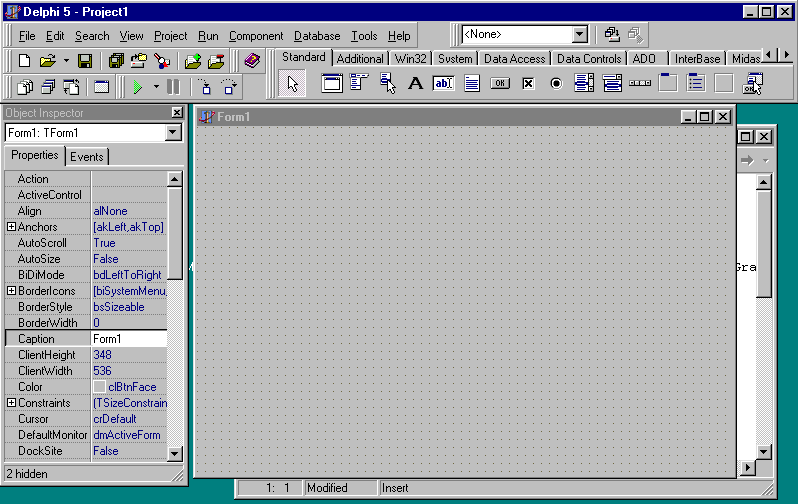 Delphi 5 - Project1
File Edit Search View Project Run Component Database Tools Help
<None>
Standard Additional Win32 System Data Access Data Controls ADO InterBase Midas
OK
A
ab
OK
Object Inspector
Form1: TForm1
Properties Events
Action
ActiveControl
Align alNone
Anchors [akLeft,akTop]
AutoScroll True
AutoSize False
BiDiMode bdLeftToRight
BorderIcons [biSystemMenu,
BorderStyle bsSizeable
BorderWidth 0
Caption Form1
ClientHeight 348
ClientWidth 536
Color clBtnFace
Constraints (TSizeConstrain
Cursor crDefault
DefaultMonitor dmActiveForm
DockSite False
2 hidden
Form1
Gra
1: 1 Modified Insert